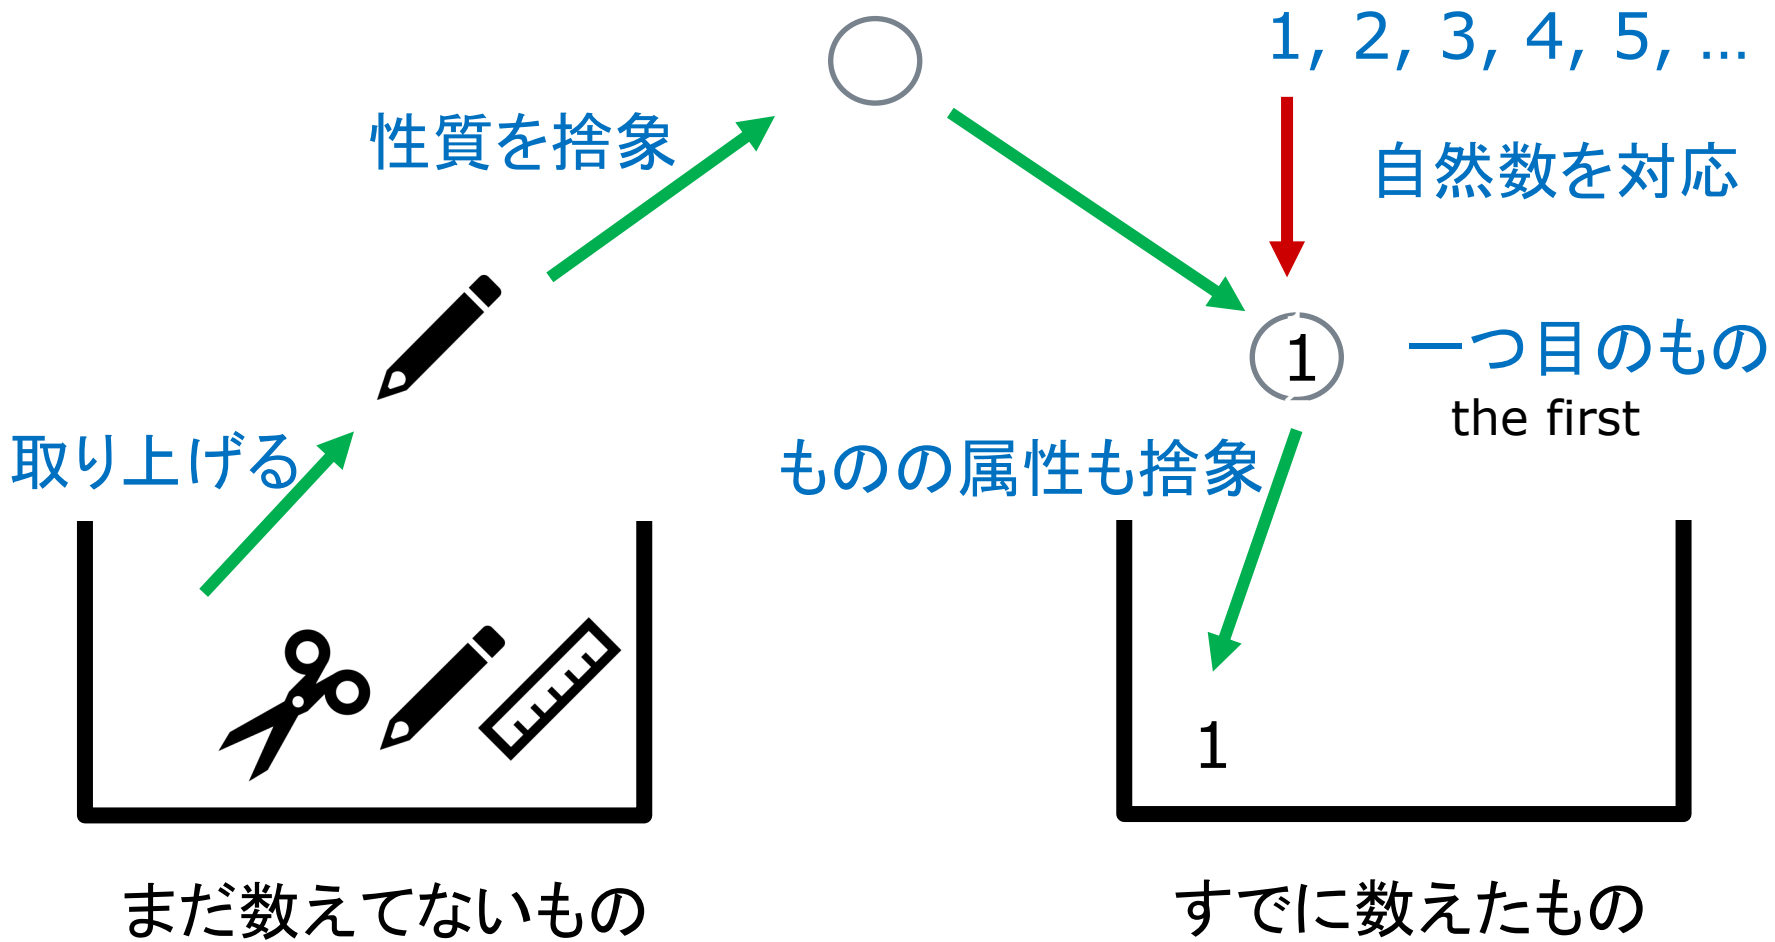 1, 2, 3, 4, 5, …
性質を捨象
自然数を対応
1
一つ目のもの
the first
取り上げる
ものの属性も捨象
1
まだ数えてないもの
すでに数えたもの